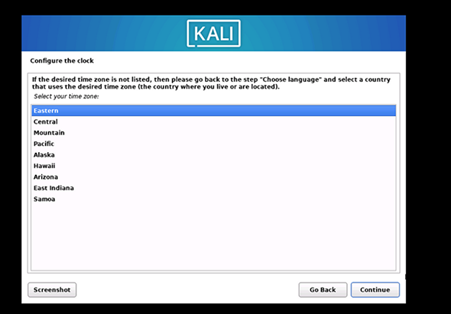 KALI
Configure the clock
If the desired time zone is not listed, then please go back to the step "Choose language" and select a country
that uses the desired time zone (the country where you live or are located).
Select your time zone:
Eastern
Central
Mountain
Pacific
Alaska
Hawaii
Arizona
East Indiana
Samoa
Screenshot
Go Back
Continue